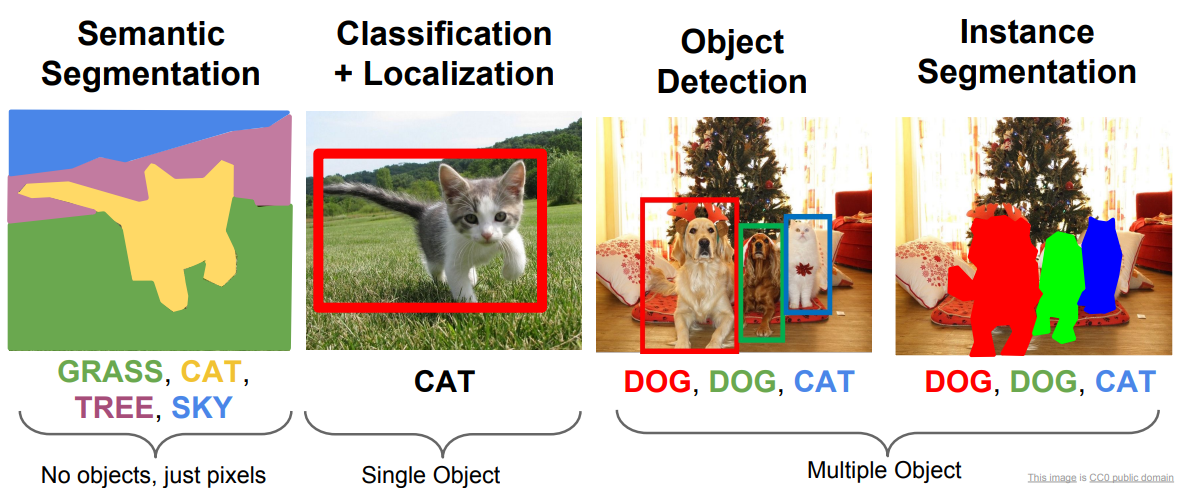 Semantic
Segmentation
Classification
+ Localization
Object
Detection
Instance
Segmentation
GRASS, CAT,
TREE, SKY
CAT
DOG, DOG, CAT
DOG, DOG, CAT
No objects, just pixels
Single Object
Multiple Object
This image is CC0 public domain